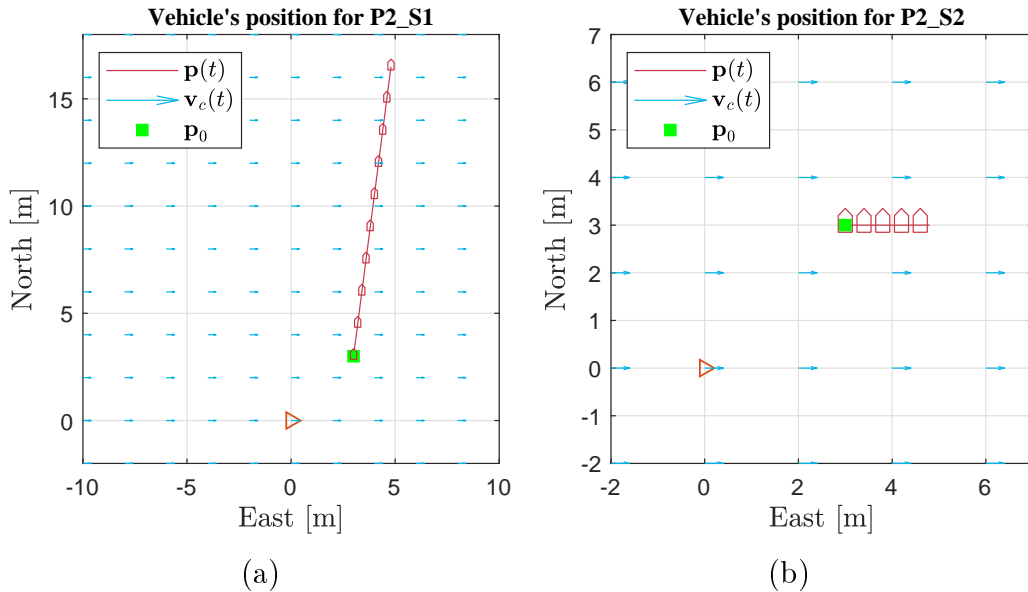 Vehicle's position for P2_S1
p(t)
v_c(t)
p_0
15
10
5
0
-10
-5
0
5
10
North [m]
East [m]
(a)
Vehicle's position for P2_S2
p(t)
v_c(t)
p_0
7
6
5
4
3
2
1
0
-1
-2
-2
0
2
4
6
North [m]
East [m]
(b)